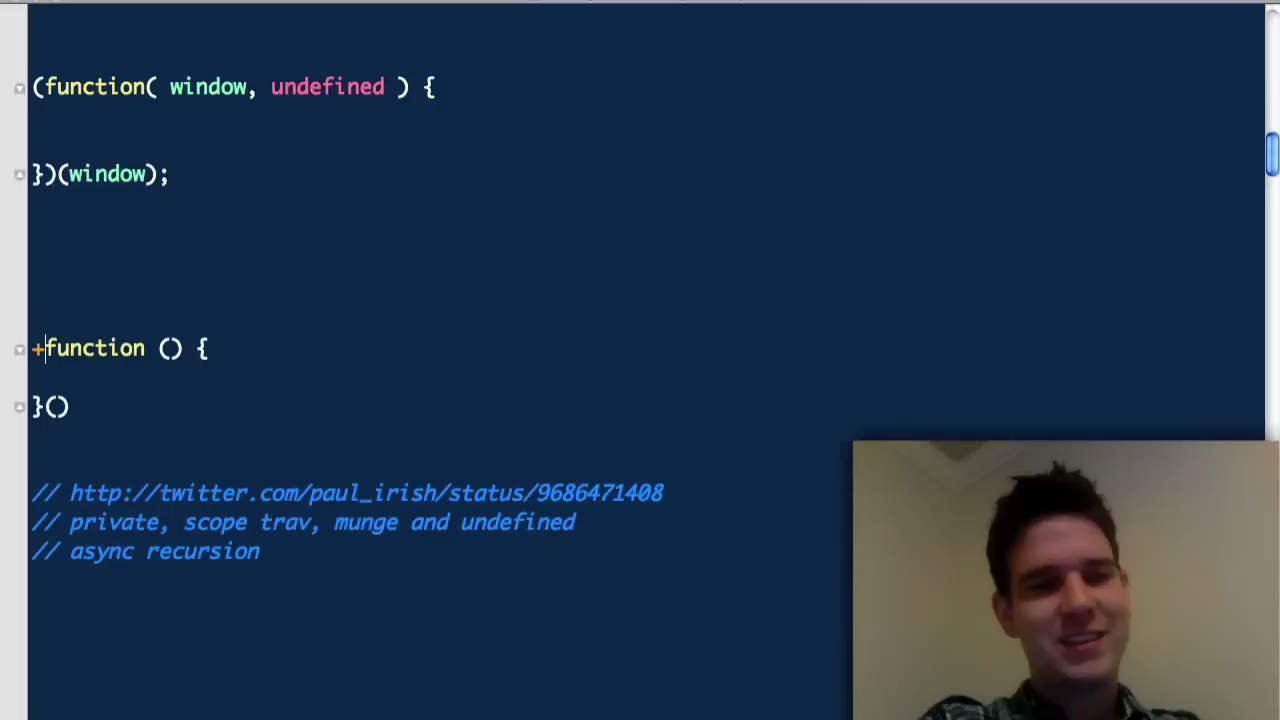 (function( window, undefined ) {
})(window);
+function () {
}()
// http://twitter.com/paul_irish/status/9686471408
// private, scope trav, munge and undefined
// async recursion